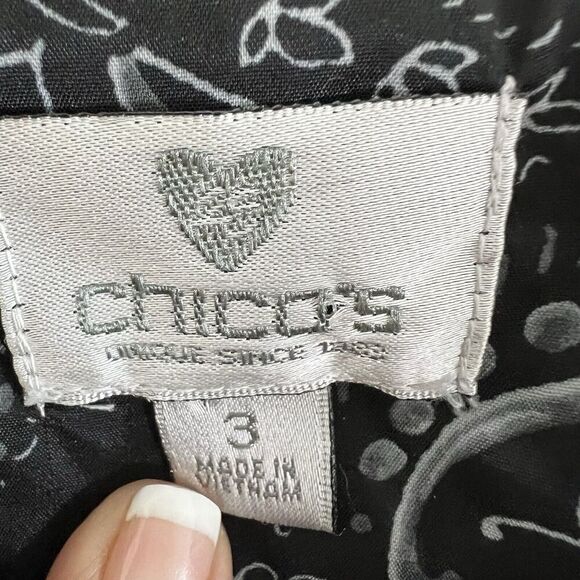 chico's
UNIQUE SINCE 1983
3
MADE IN
VIETNAM